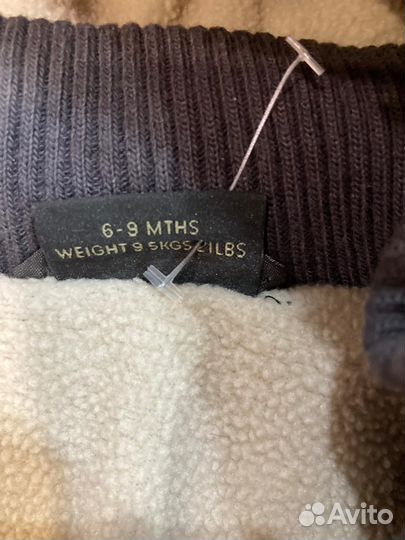 6-9 MTHS
WEIGHT 9 5KGS 21LBS
Avito